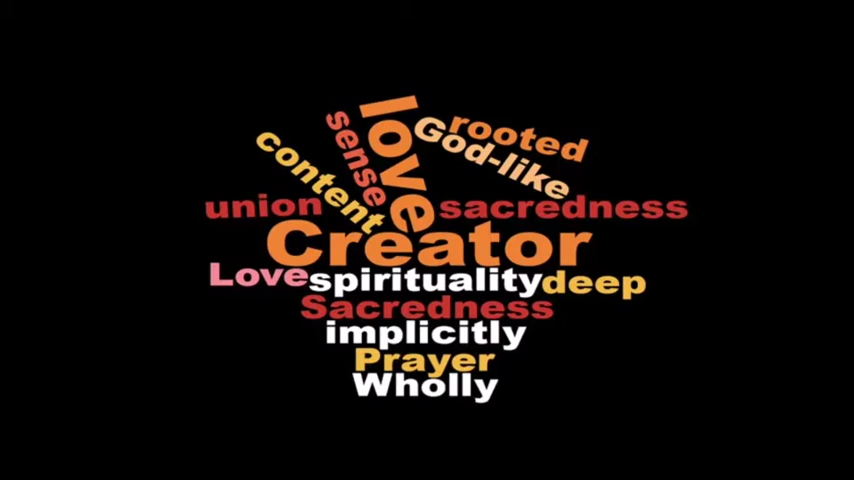 love
sense
rooted
God-like
content
union
sacredness
Creator
Love
spirituality
deep
Sacredness
implicitly
Prayer
Wholly